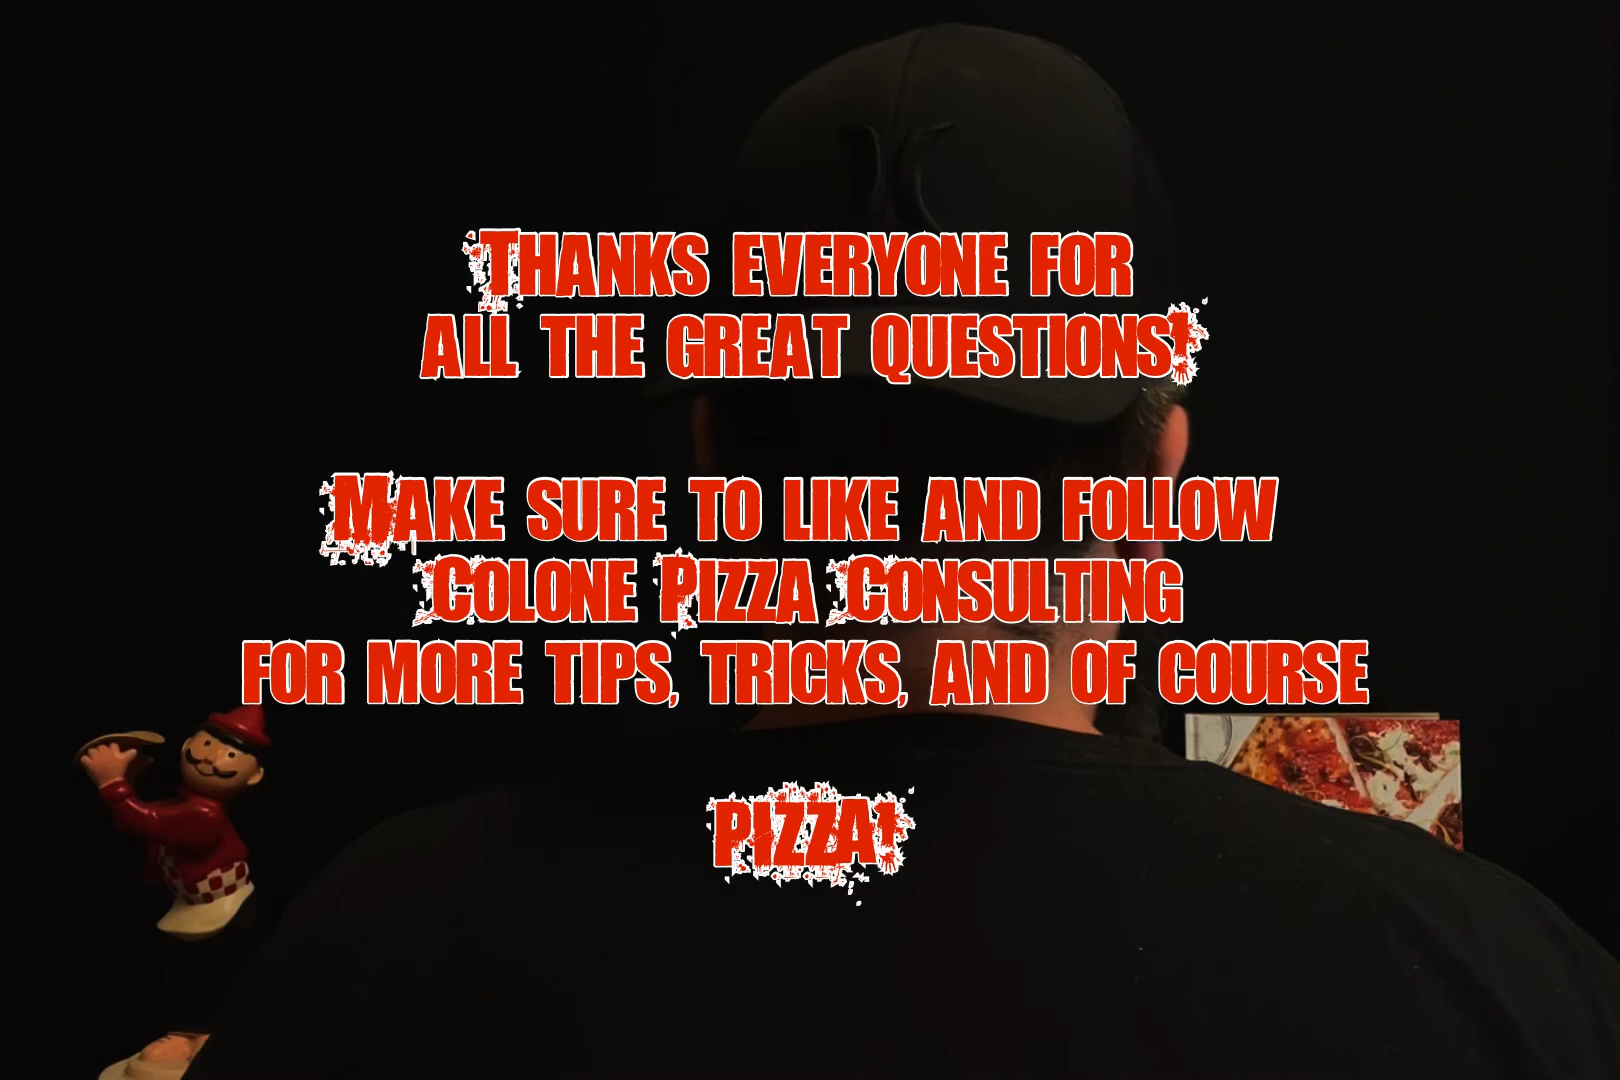 Thanks everyone for
all the great questions!
Make sure to like and follow
Colone Pizza Consulting
for more tips, tricks, and of course
pizza!